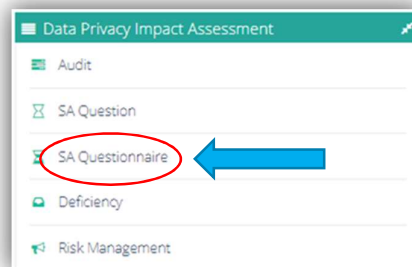 Data Privacy Impact Assessment
Audit
SA Question
SA Questionnaire
Deficiency
Risk Management